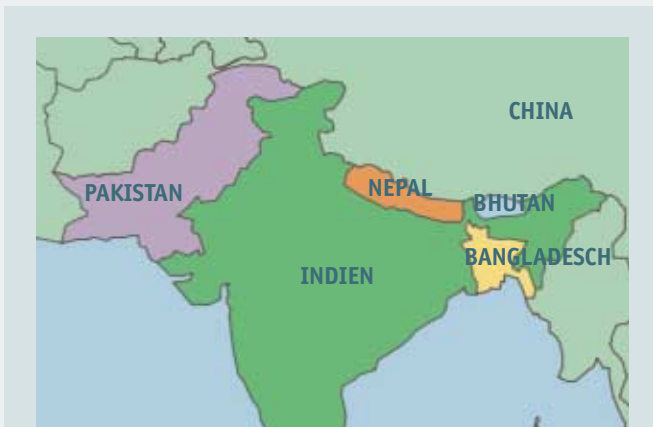 CHINA
NEPAL
PAKISTAN
BHUTAN
BANGLADESCH
INDIEN